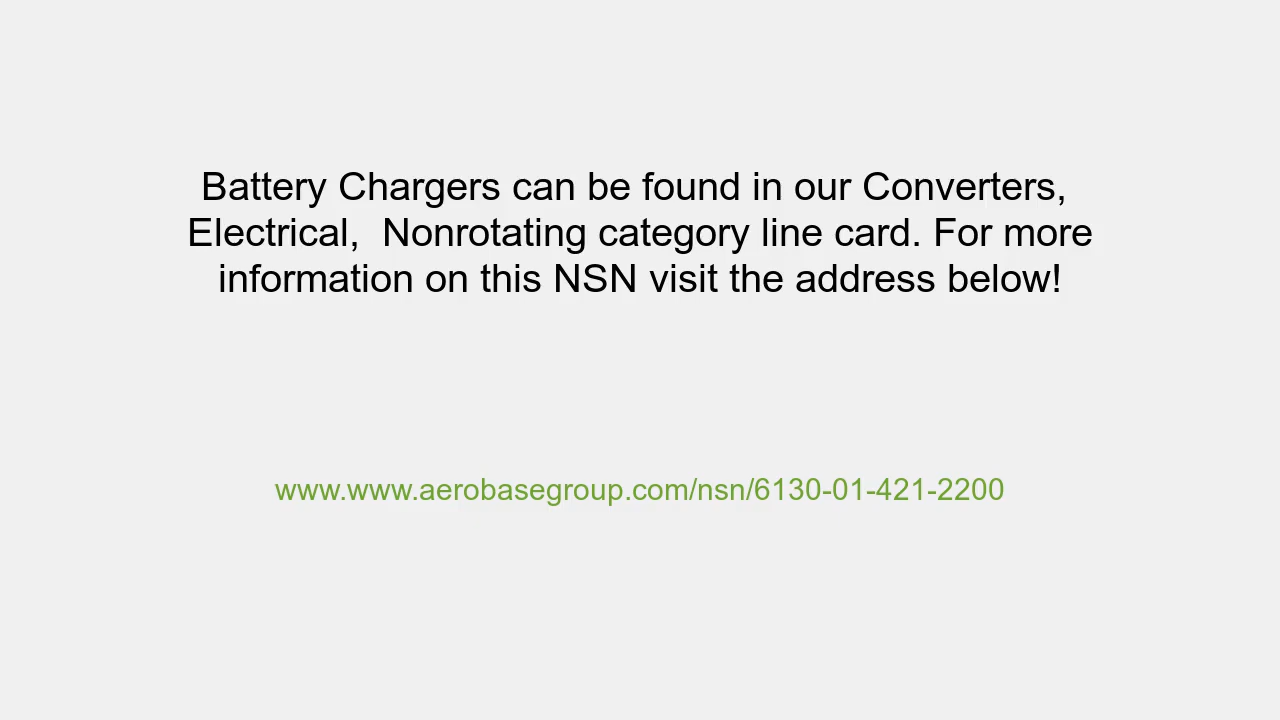 Battery Chargers can be found in our Converters,
Electrical,  Nonrotating category line card. For more
information on this NSN visit the address below!
www.www.aerobasegroup.com/nsn/6130-01-421-2200